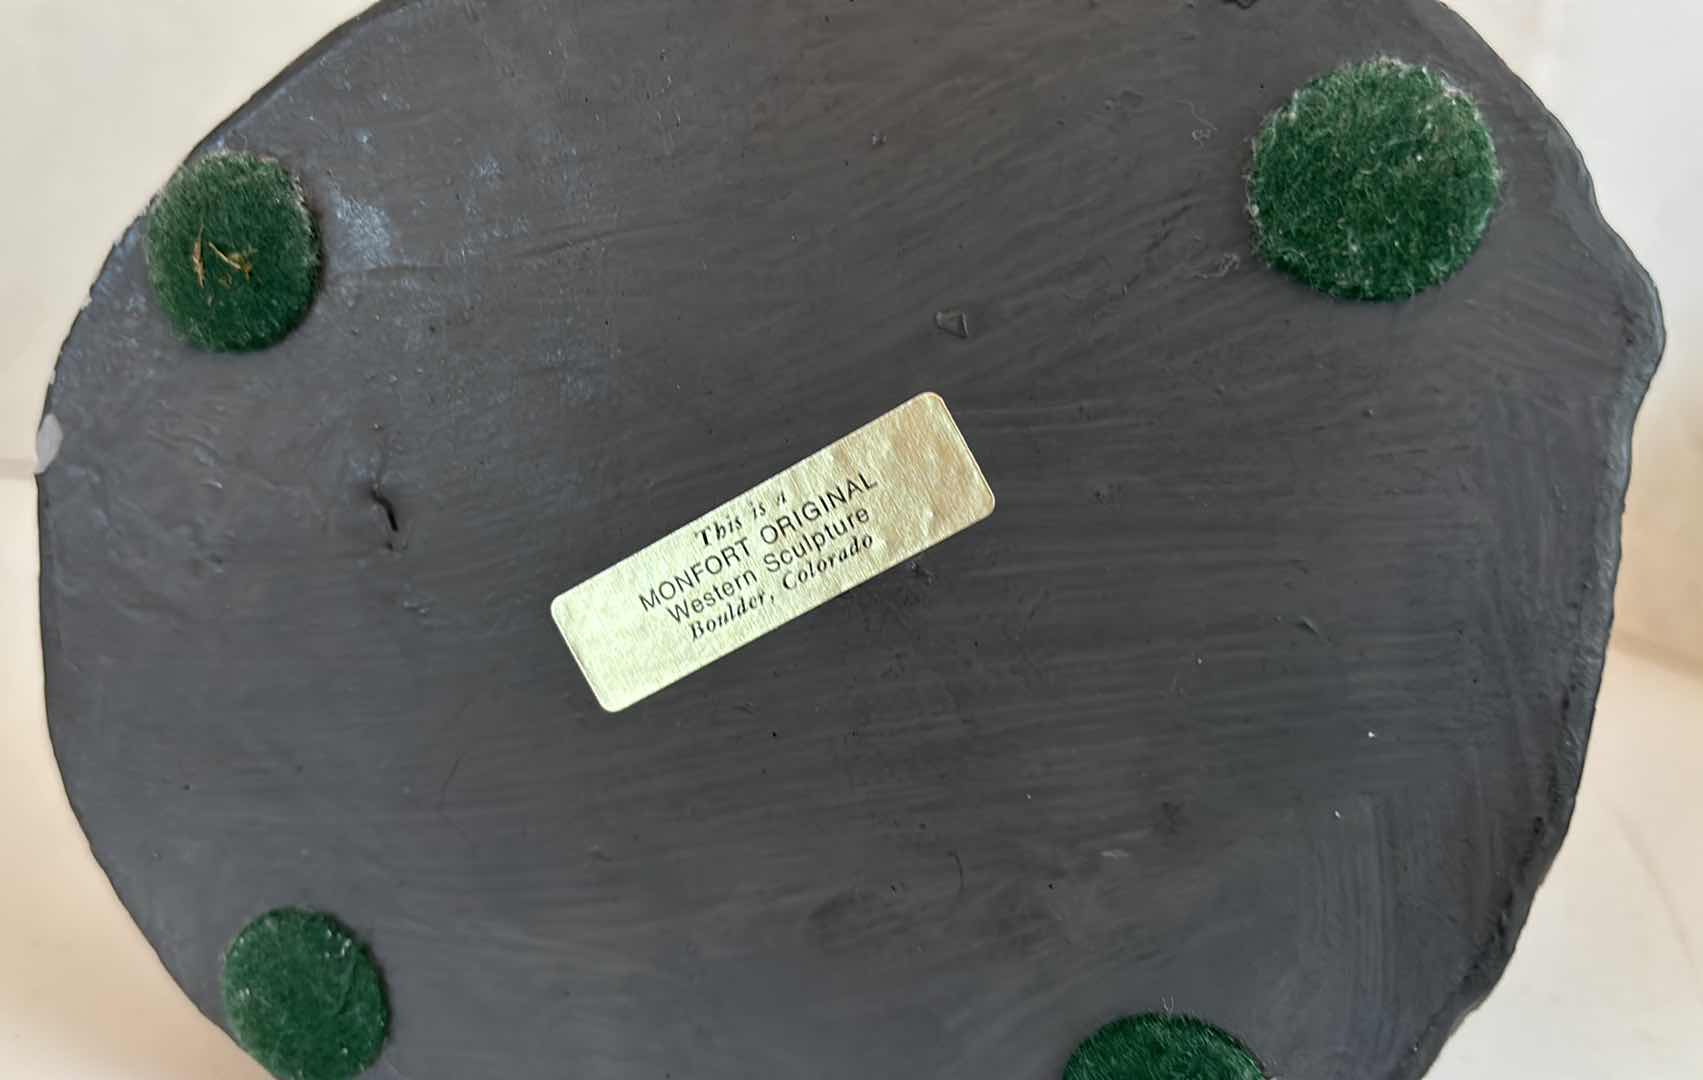 This is a
MONFORT ORIGINAL
Western Sculpture
Boulder, Colorado